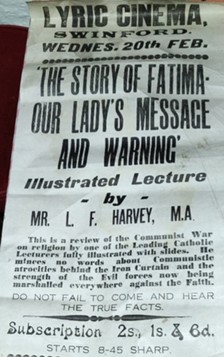 LYRIC CINEMA,
SWINFORD.
WEDNES. 20th FEB.
'THE STORY OF FATIMA-
OUR LADY'S MESSAGE
AND WARNING'
Illustrated Lecture
- by -
MR. L. F. HARVEY, M.A.
This is a review of the Communist War
on religion by one of the Leading Catholic
Lecturers fully illustrated with slides. He
minces no words about Communistic
atrocities behind the Iron Curtain and the
strength of the Evil forces now being
marshalled everywhere against the Faith.
DO NOT FAIL TO COME AND HEAR
THE TRUE FACTS.
Subscription 2s, 1s. & 6d.
STARTS 8-45 SHARP.